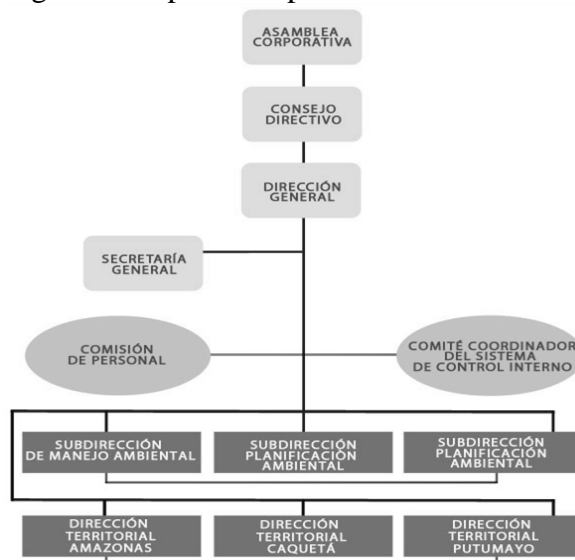 ASAMBLEA
CORPORATIVA
CONSEJO
DIRECTIVO
DIRECCIÓN
GENERAL
SECRETARÍA
GENERAL
COMISIÓN
DE PERSONAL
COMITÉ COORDINADOR
DEL SISTEMA
DE CONTROL INTERNO
SUBDIRECCIÓN
DE MANEJO AMBIENTAL
SUBDIRECCIÓN
PLANIFICACIÓN
AMBIENTAL
SUBDIRECCIÓN
PLANIFICACIÓN
AMBIENTAL
DIRECCIÓN
TERRITORIAL
AMAZONAS
DIRECCIÓN
TERRITORIAL
CAQUETÁ
DIRECCIÓN
TERRITORIAL
PUTUMAYO